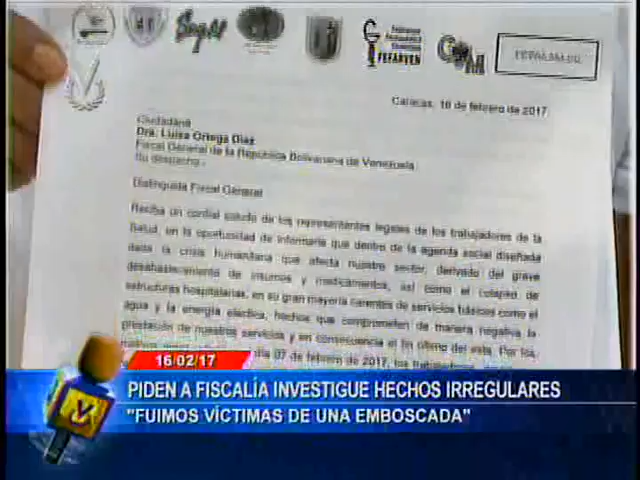 FEFARVEN
Caracas, 16 de febrero de 2017
Ciudadana
Dra. Luisa Ortega Díaz
Fiscal General de la República Bolivariana de Venezuela
Su despacho.-
Distinguida Fiscal General
Reciba un cordial saludo de los representantes legales de los trabajadores de la
Salud, en la oportunidad de informarle que dentro de la agenda social diseñada
dada la crisis humanitaria que afecta nuestro sector, derivado del grave
desabastecimiento de insumos y medicamentos, así como el colapso de
estructuras hospitalarias, en su gran mayoría carentes de servicios básicos como el
agua y la energía eléctrica, hechos que comprometen de manera negativa la
prestación de nuestros servicios y en consecuencia el fin último del este. Por los
día 07 de febrero de 2017, los trabajadores
16/02/17
PIDEN A FISCALÍA INVESTIGUE HECHOS IRREGULARES
"FUIMOS VÍCTIMAS DE UNA EMBOSCADA"